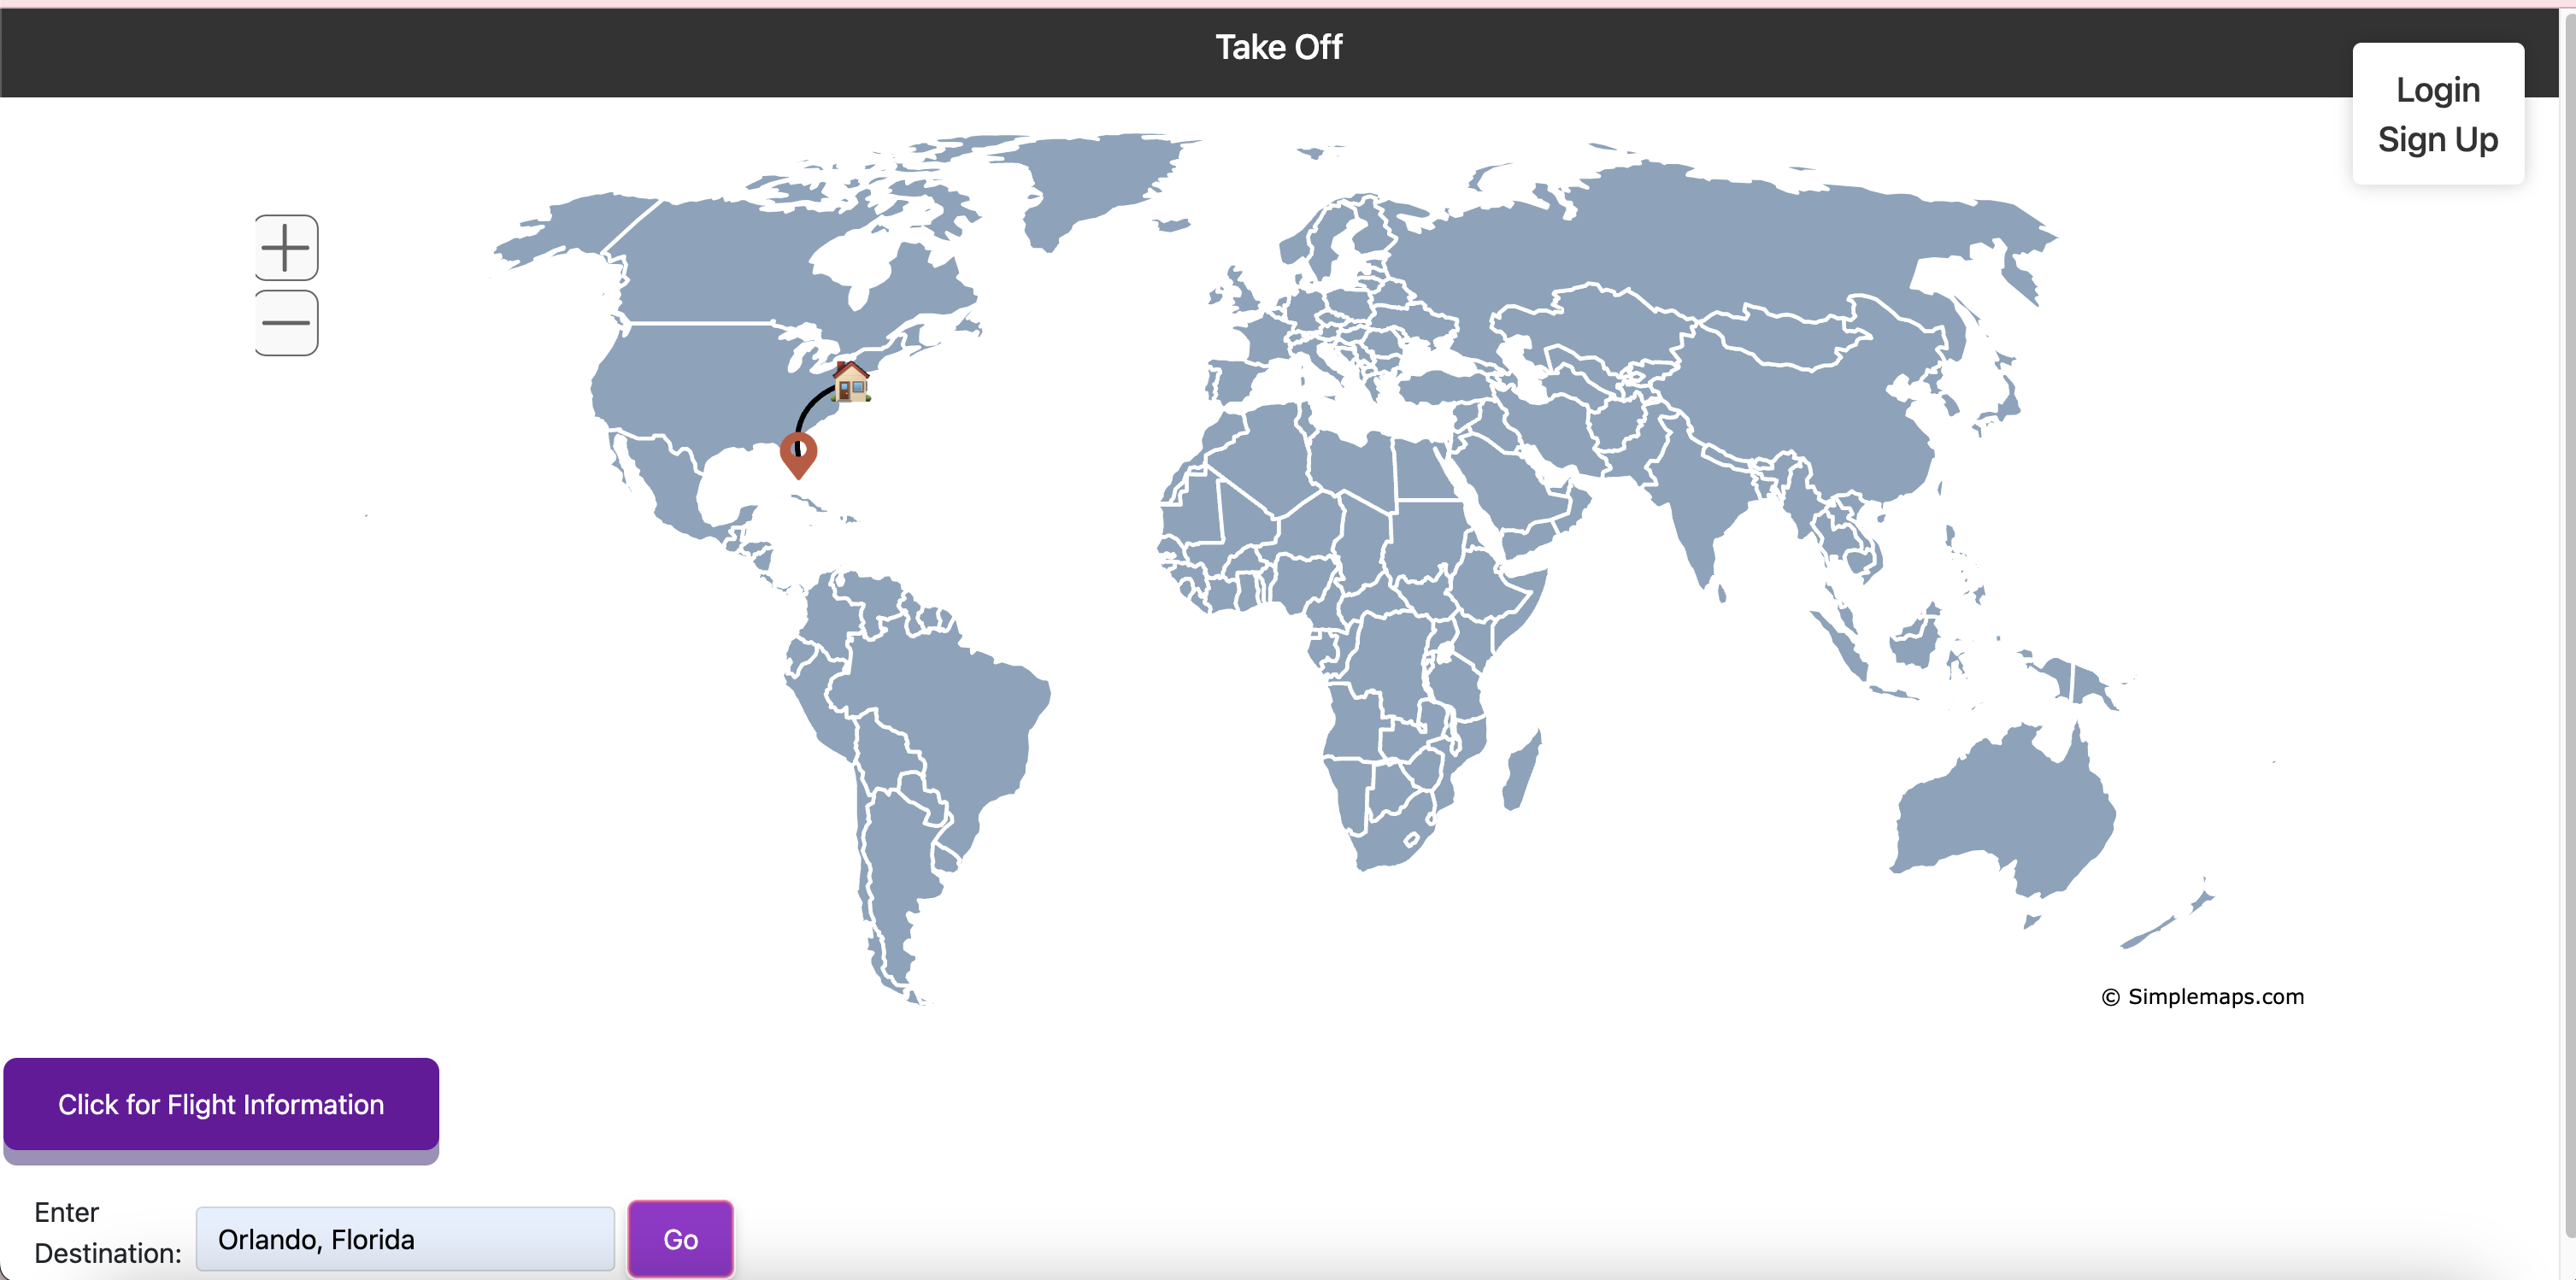 Take Off
Login
Sign Up
© Simplemaps.com
Click for Flight Information
Enter
Destination:
Orlando, Florida
Go